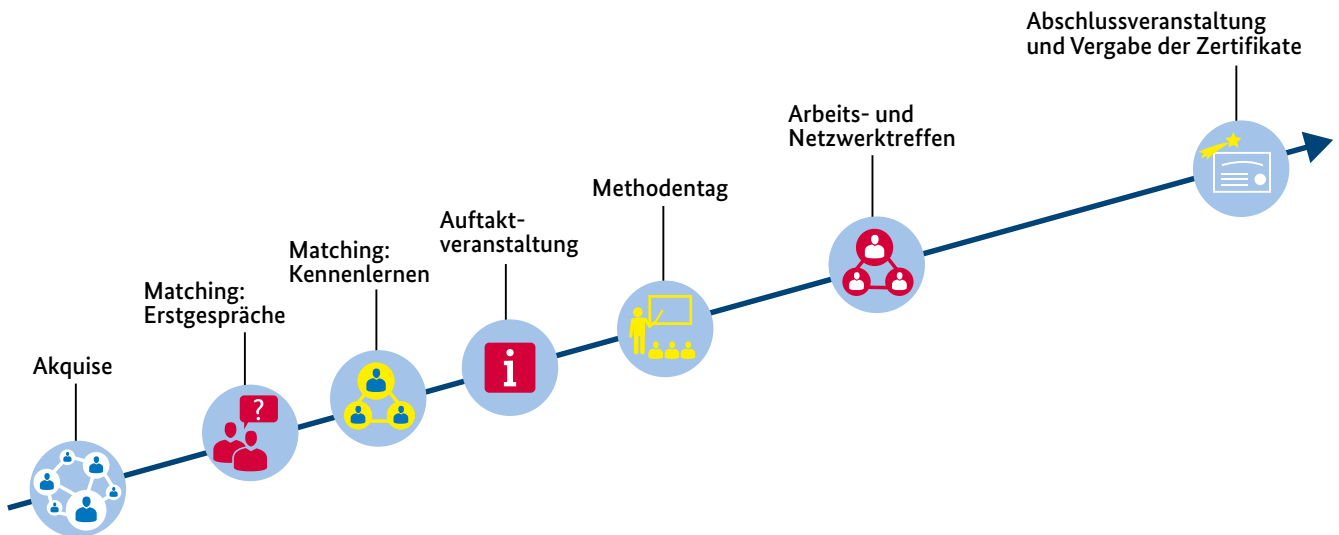 Akquise
Matching:
Erstgespräche
?
Matching:
Kennenlernen
Auftakt-
veranstaltung
i
Methodentag
Arbeits- und
Netzwerktreffen
Abschlussveranstaltung
und Vergabe der Zertifikate